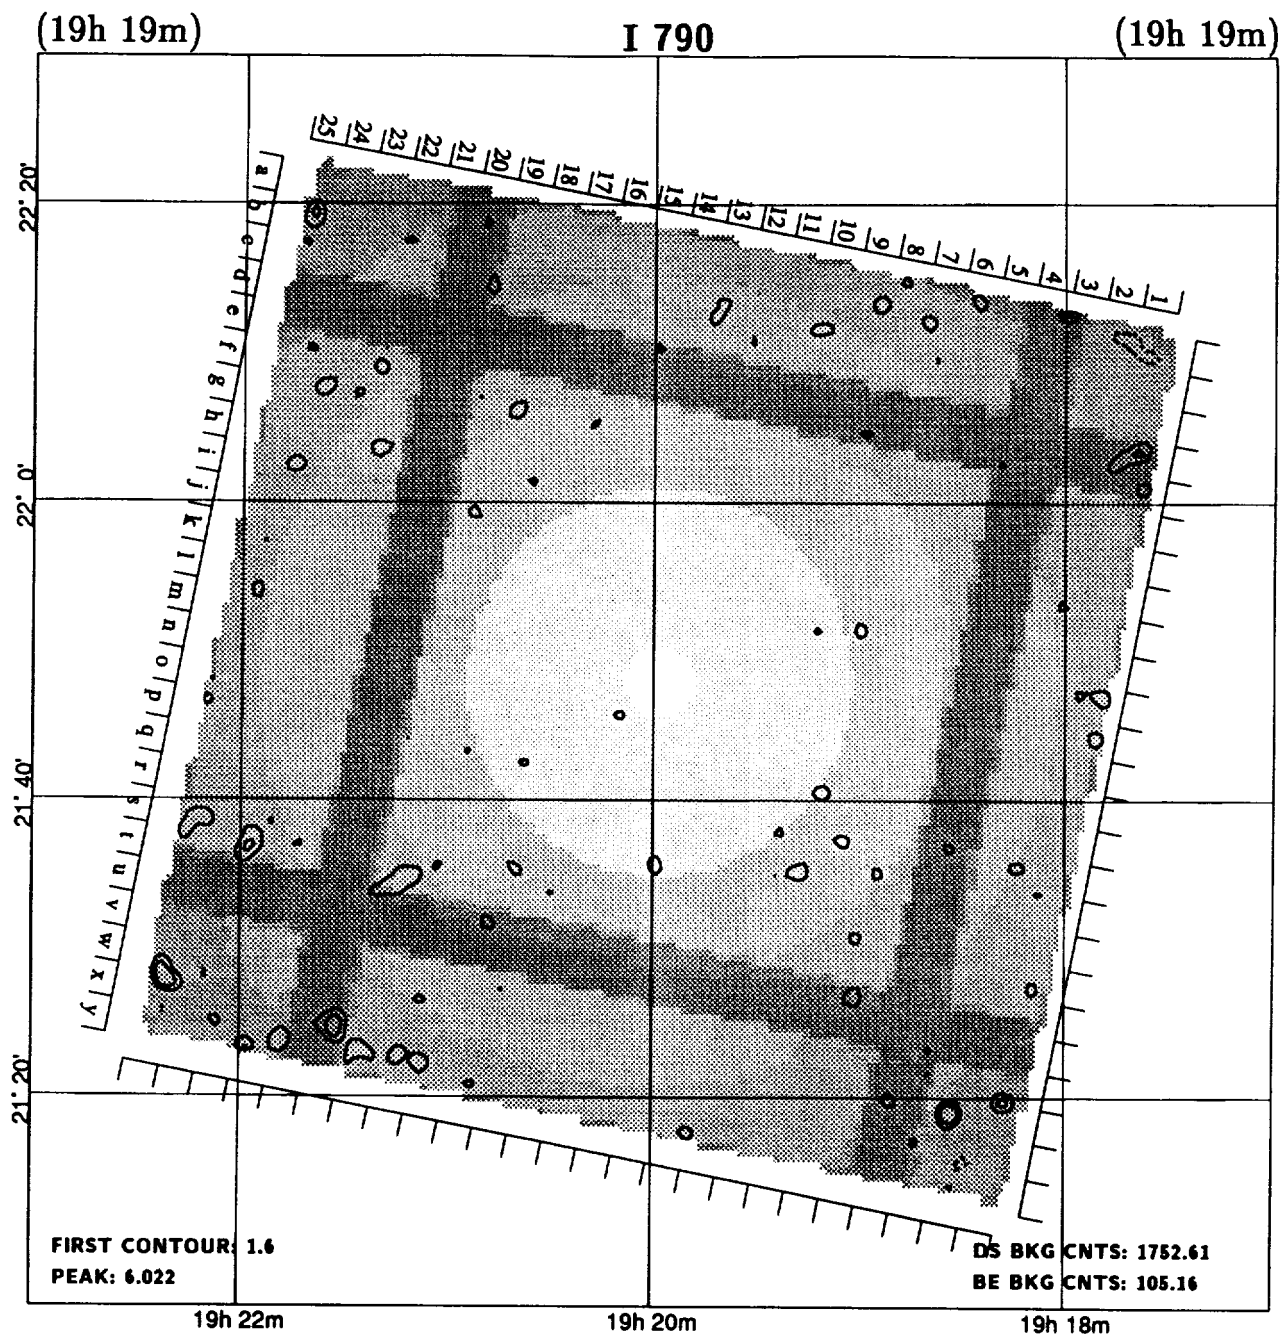 (19h 19m) I 790 (19h 19m)
25 24 23 22 21 20 19 18 17 16 15 14 13 12 11 10 9 8 7 6 5 4 3 2 1
a b c d e f g h i j k l m n o p q r s t u v w x y
22° 20'
22° 0'
21° 40'
21° 20'
FIRST CONTOUR: 1.6
PEAK: 6.022
DS BKG CNTS: 1752.61
BE BKG CNTS: 105.16
19h 22m 19h 20m 19h 18m